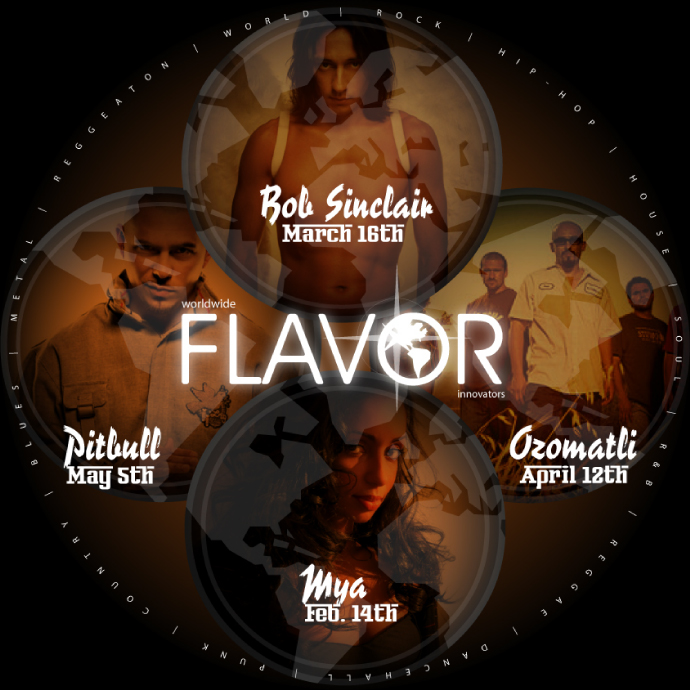 WORLD | ROCK | HIP-HOP | HOUSE | SOUL | R&B | REGGAE | DANCEHALL | PUNK | COUNTRY | BLUES | METAL | REGGEATON |
Bob Sinclair
March 16th
worldwide
FLAVOR
innovators
Pitbull
May 5th
Ozomatli
April 12th
Mya
Feb. 14th